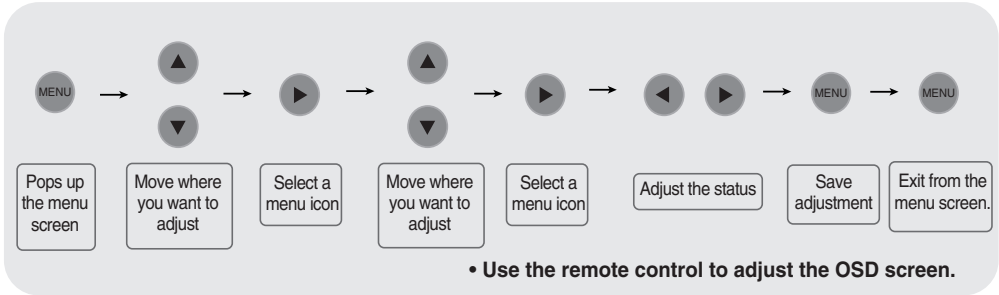 MENU
MENU
MENU
Pops up
the menu
screen
Move where
you want to
adjust
Select a
menu icon
Move where
you want to
adjust
Select a
menu icon
Adjust the status
Save
adjustment
Exit from the
menu screen.
• Use the remote control to adjust the OSD screen.